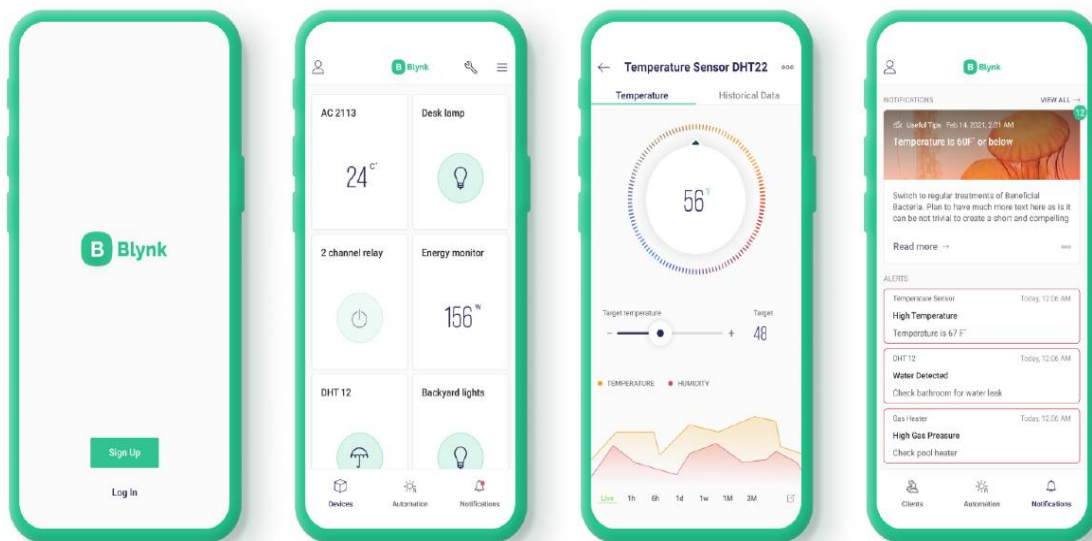 B Blynk
Sign Up
Log In
B Blynk
AC 2113
Desk lamp
24 C°
2 channel relay
Energy monitor
156 W
DHT 12
Backyard lights
Devices
Automation
Notifications
Temperature Sensor DHT22
Temperature
Historical Data
56
Target temperature
Target
- +
48
TEMPERATURE
HUMIDITY
Live 1h 6h 1d 1w 1M 3M
B Blynk
NOTIFICATIONS
VIEW ALL →
12
Useful Tips Feb 14, 2021, 2:01 AM
Temperature is 60F° or below
Switch to regular treatments of Beneficial
Bacteria. Plan to have much more text here as is it
can be not trivial to create a short and compelling
Read more →
ALERTS
Temperature Sensor
Today, 12:06 AM
High Temperature
Temperature is 67 F°
DHT 12
Today, 12:06 AM
Water Detected
Check bathroom for water leak
Gas Heater
Today, 12:06 AM
High Gas Preasure
Check pool heater
Clients
Automation
Notifications